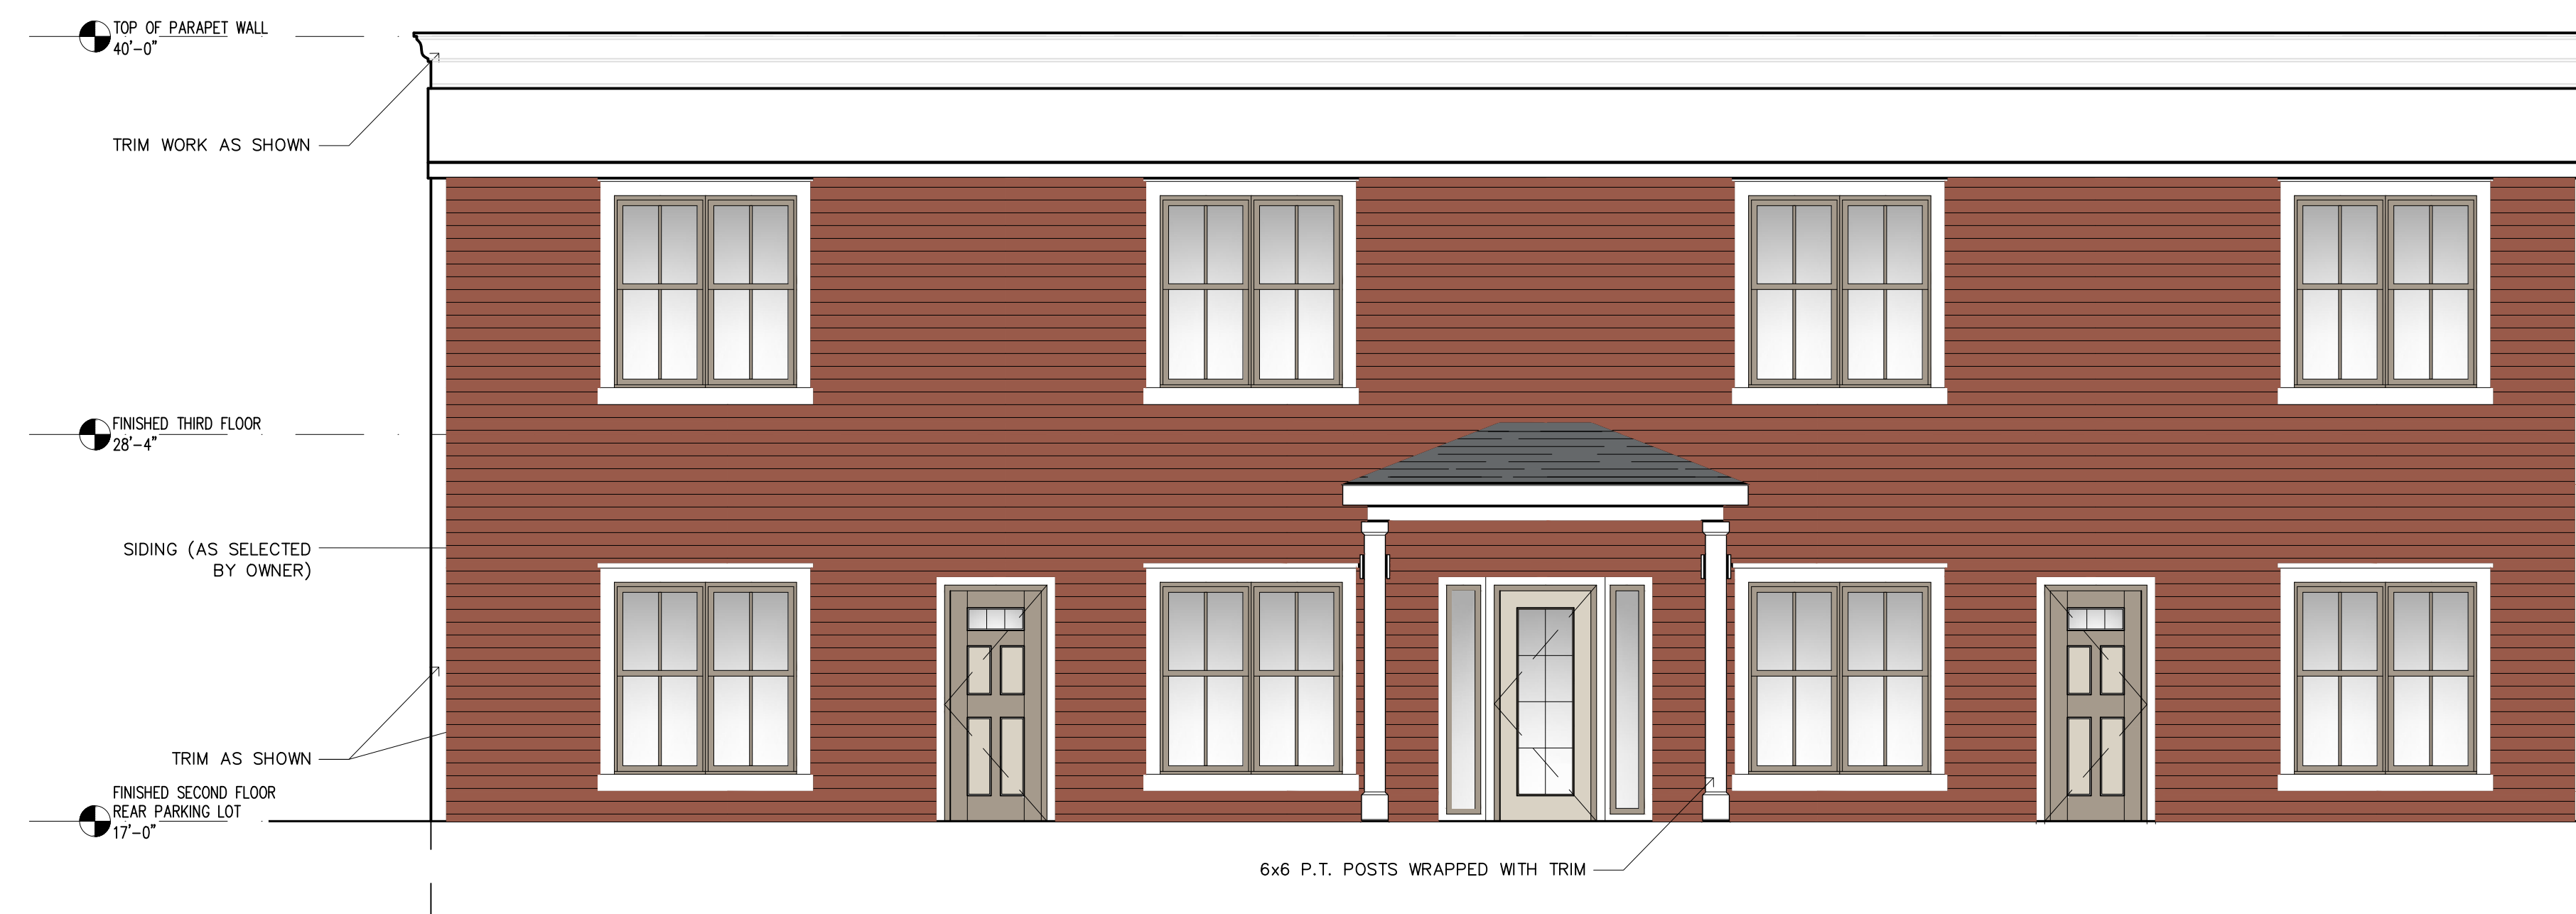 TOP OF PARAPET WALL
40'-0"
TRIM WORK AS SHOWN
FINISHED THIRD FLOOR
28'-4"
SIDING (AS SELECTED
BY OWNER)
TRIM AS SHOWN
FINISHED SECOND FLOOR
REAR PARKING LOT
17'-0"
6x6 P.T. POSTS WRAPPED WITH TRIM